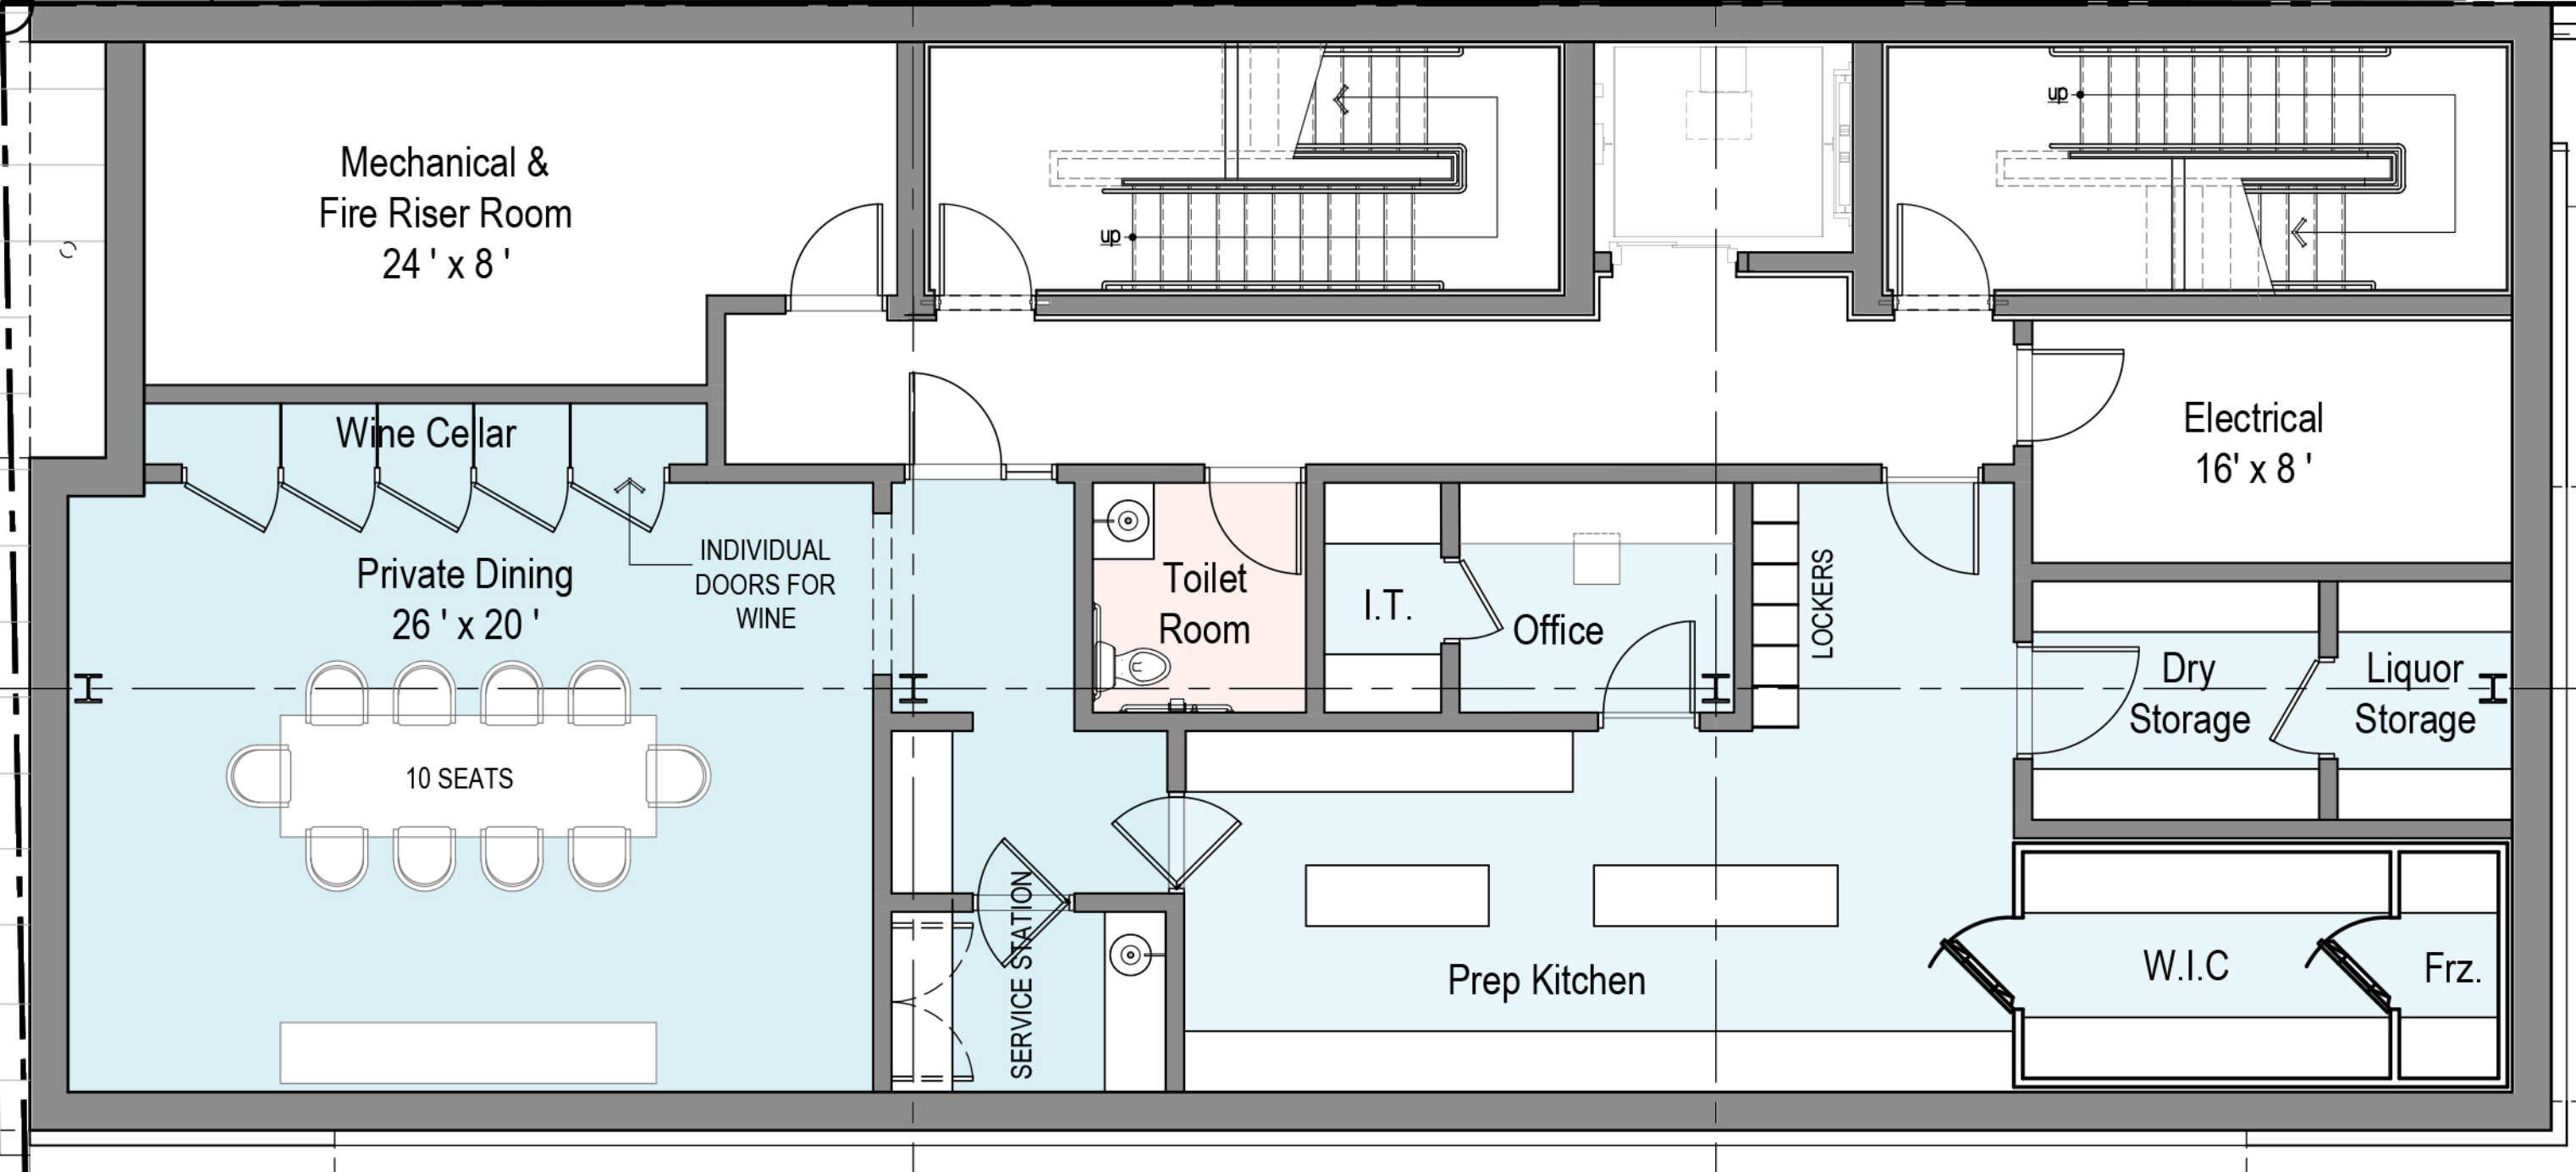 Mechanical &
Fire Riser Room
24 ' x 8 '
up
up
Wine Cellar
Electrical
16' x 8 '
Private Dining
26 ' x 20 '
INDIVIDUAL
DOORS FOR
WINE
Toilet
Room
I.T.
Office
LOCKERS
Dry
Storage
Liquor
Storage
10 SEATS
SERVICE STATION
Prep Kitchen
W.I.C
Frz.